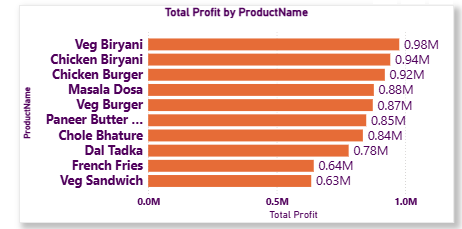 Total Profit by ProductName
ProductName
Veg Biryani 0.98M
Chicken Biryani 0.94M
Chicken Burger 0.92M
Masala Dosa 0.88M
Veg Burger 0.87M
Paneer Butter ... 0.85M
Chole Bhature 0.84M
Dal Tadka 0.78M
French Fries 0.64M
Veg Sandwich 0.63M
0.0M 0.5M 1.0M
Total Profit